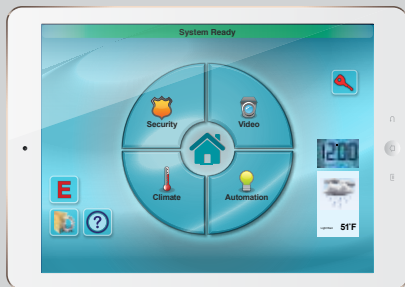 System Ready
Security
Video
12:00
Climate
Automation
E
?
51°F